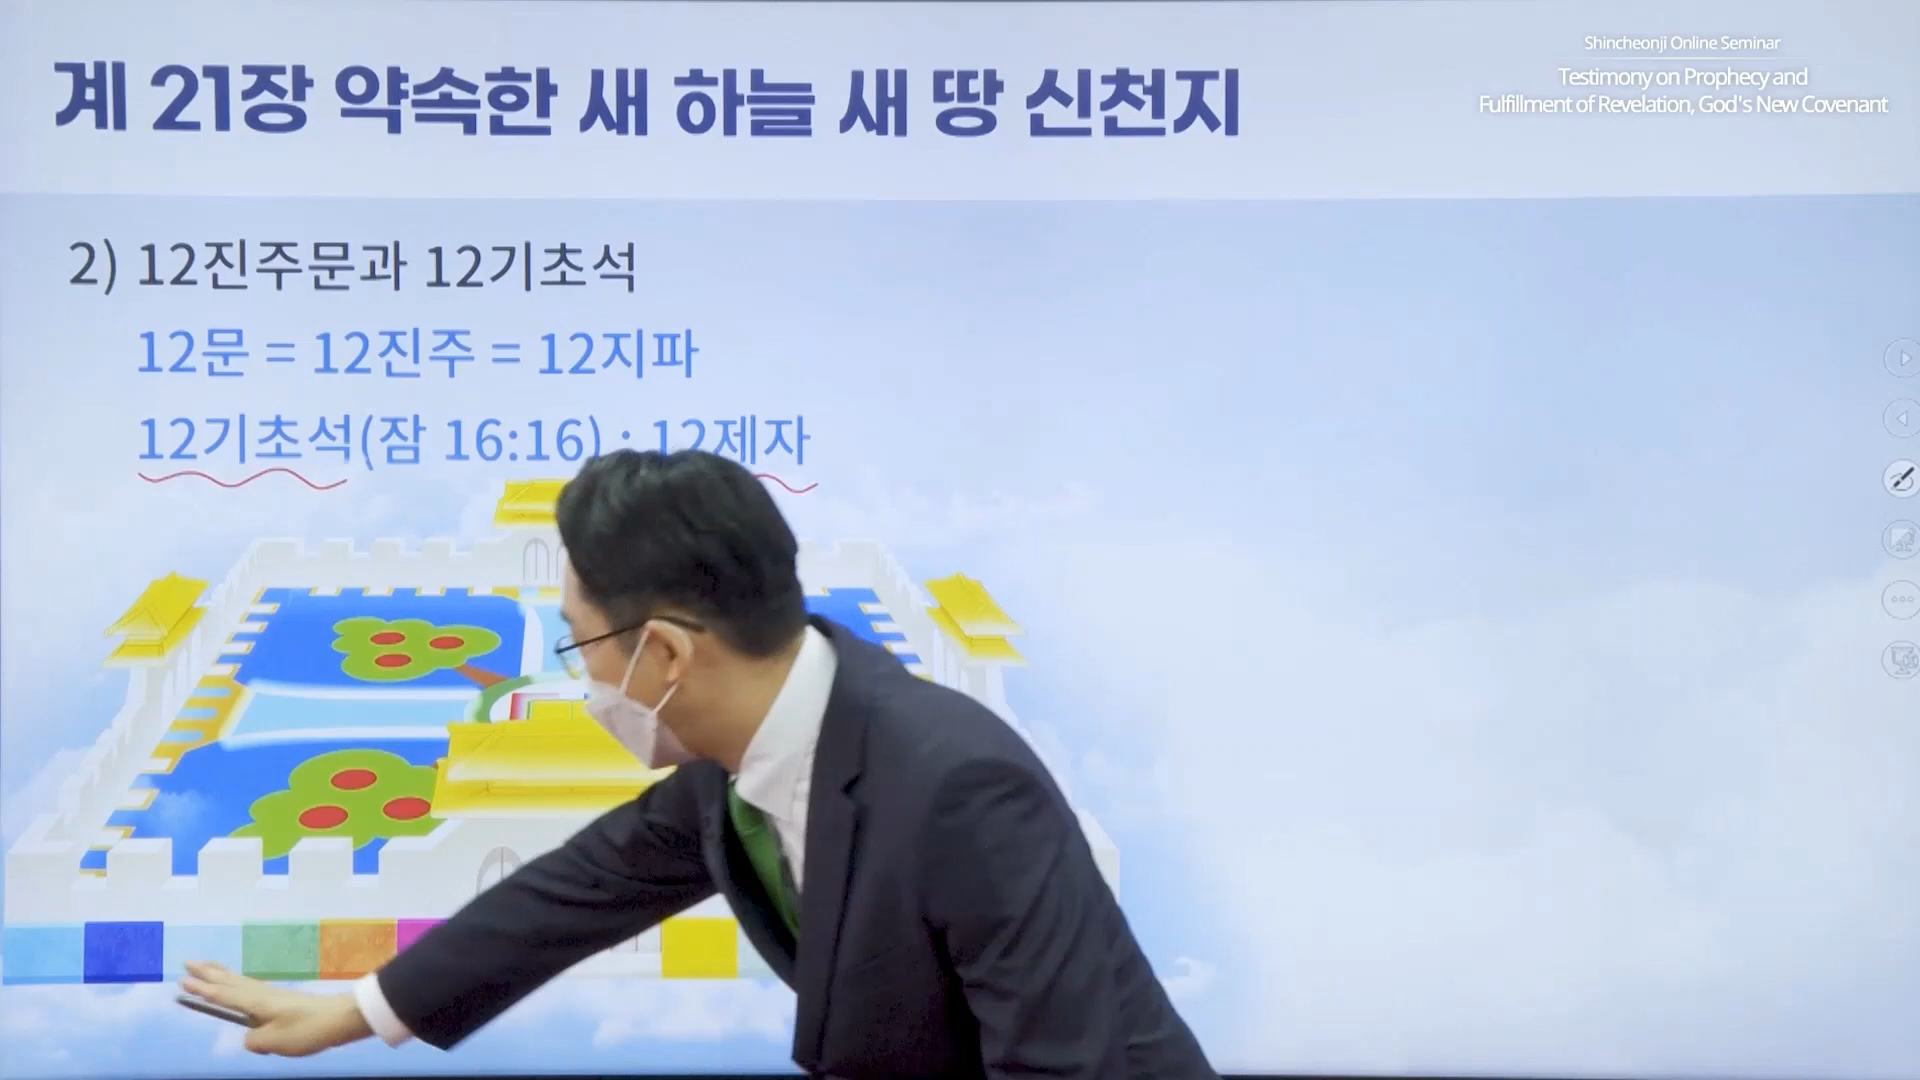 계 21장 약속한 새 하늘 새 땅 신천지
Shincheonji Online Seminar
Testimony on Prophecy and
Fulfillment of Revelation, God's New Covenant
2) 12진주문과 12기초석
12문 = 12진주 = 12지파
12기초석(잠 16:16) : 12제자